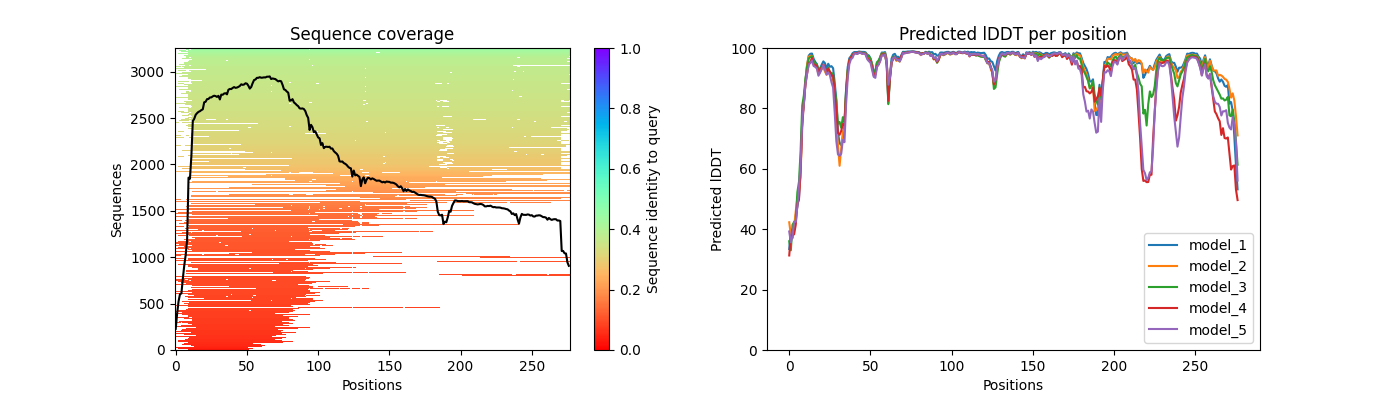 Sequence coverage
Sequences
3000
2500
2000
1500
1000
500
0
0
50
100
150
200
250
Positions
1.0
0.8
0.6
0.4
0.2
0.0
Sequence identity to query
Predicted lDDT per position
Predicted lDDT
100
80
60
40
20
0
0
50
100
150
200
250
Positions
model_1
model_2
model_3
model_4
model_5